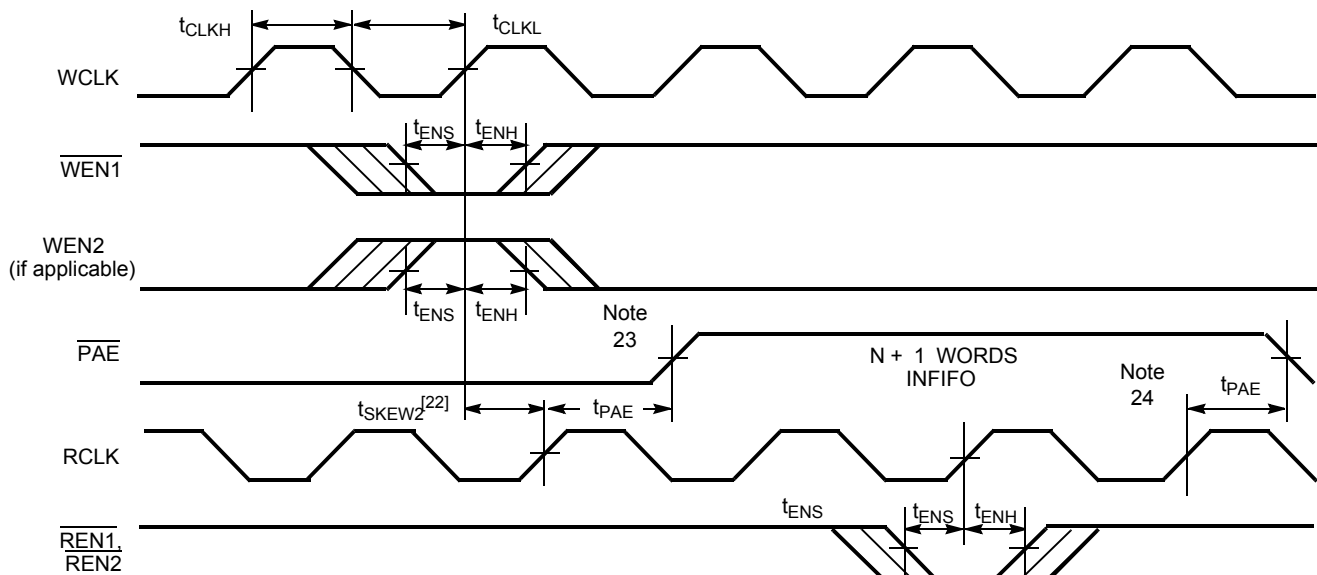 tCLKH
tCLKL
WCLK
tENS tENH
WEN1
WEN2
(if applicable)
tENS tENH
Note
23
PAE
N + 1 WORDS
INFIFO
Note
24
tPAE
tSKEW2[22]
tPAE
RCLK
tENS
tENS tENH
REN1,
REN2